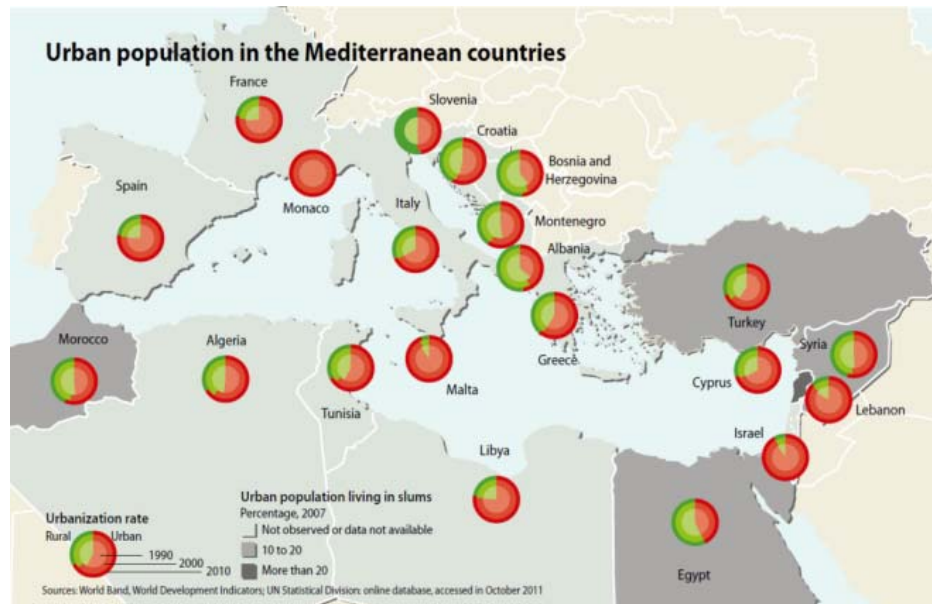 Urban population in the Mediterranean countries
France
Slovenia
Croatia
Bosnia and
Herzegovina
Spain
Monaco
Italy
Montenegro
Albania
Morocco
Algeria
Tunisia
Malta
Greece
Turkey
Syria
Cyprus
Lebanon
Israel
Libya
Egypt
Urbanization rate
Rural Urban
1990
2000
2010
Urban population living in slums
Percentage, 2007
Not observed or data not available
10 to 20
More than 20
Sources: World Band, World Development Indicators; UN Statistical Division: online database, accessed in October 2011